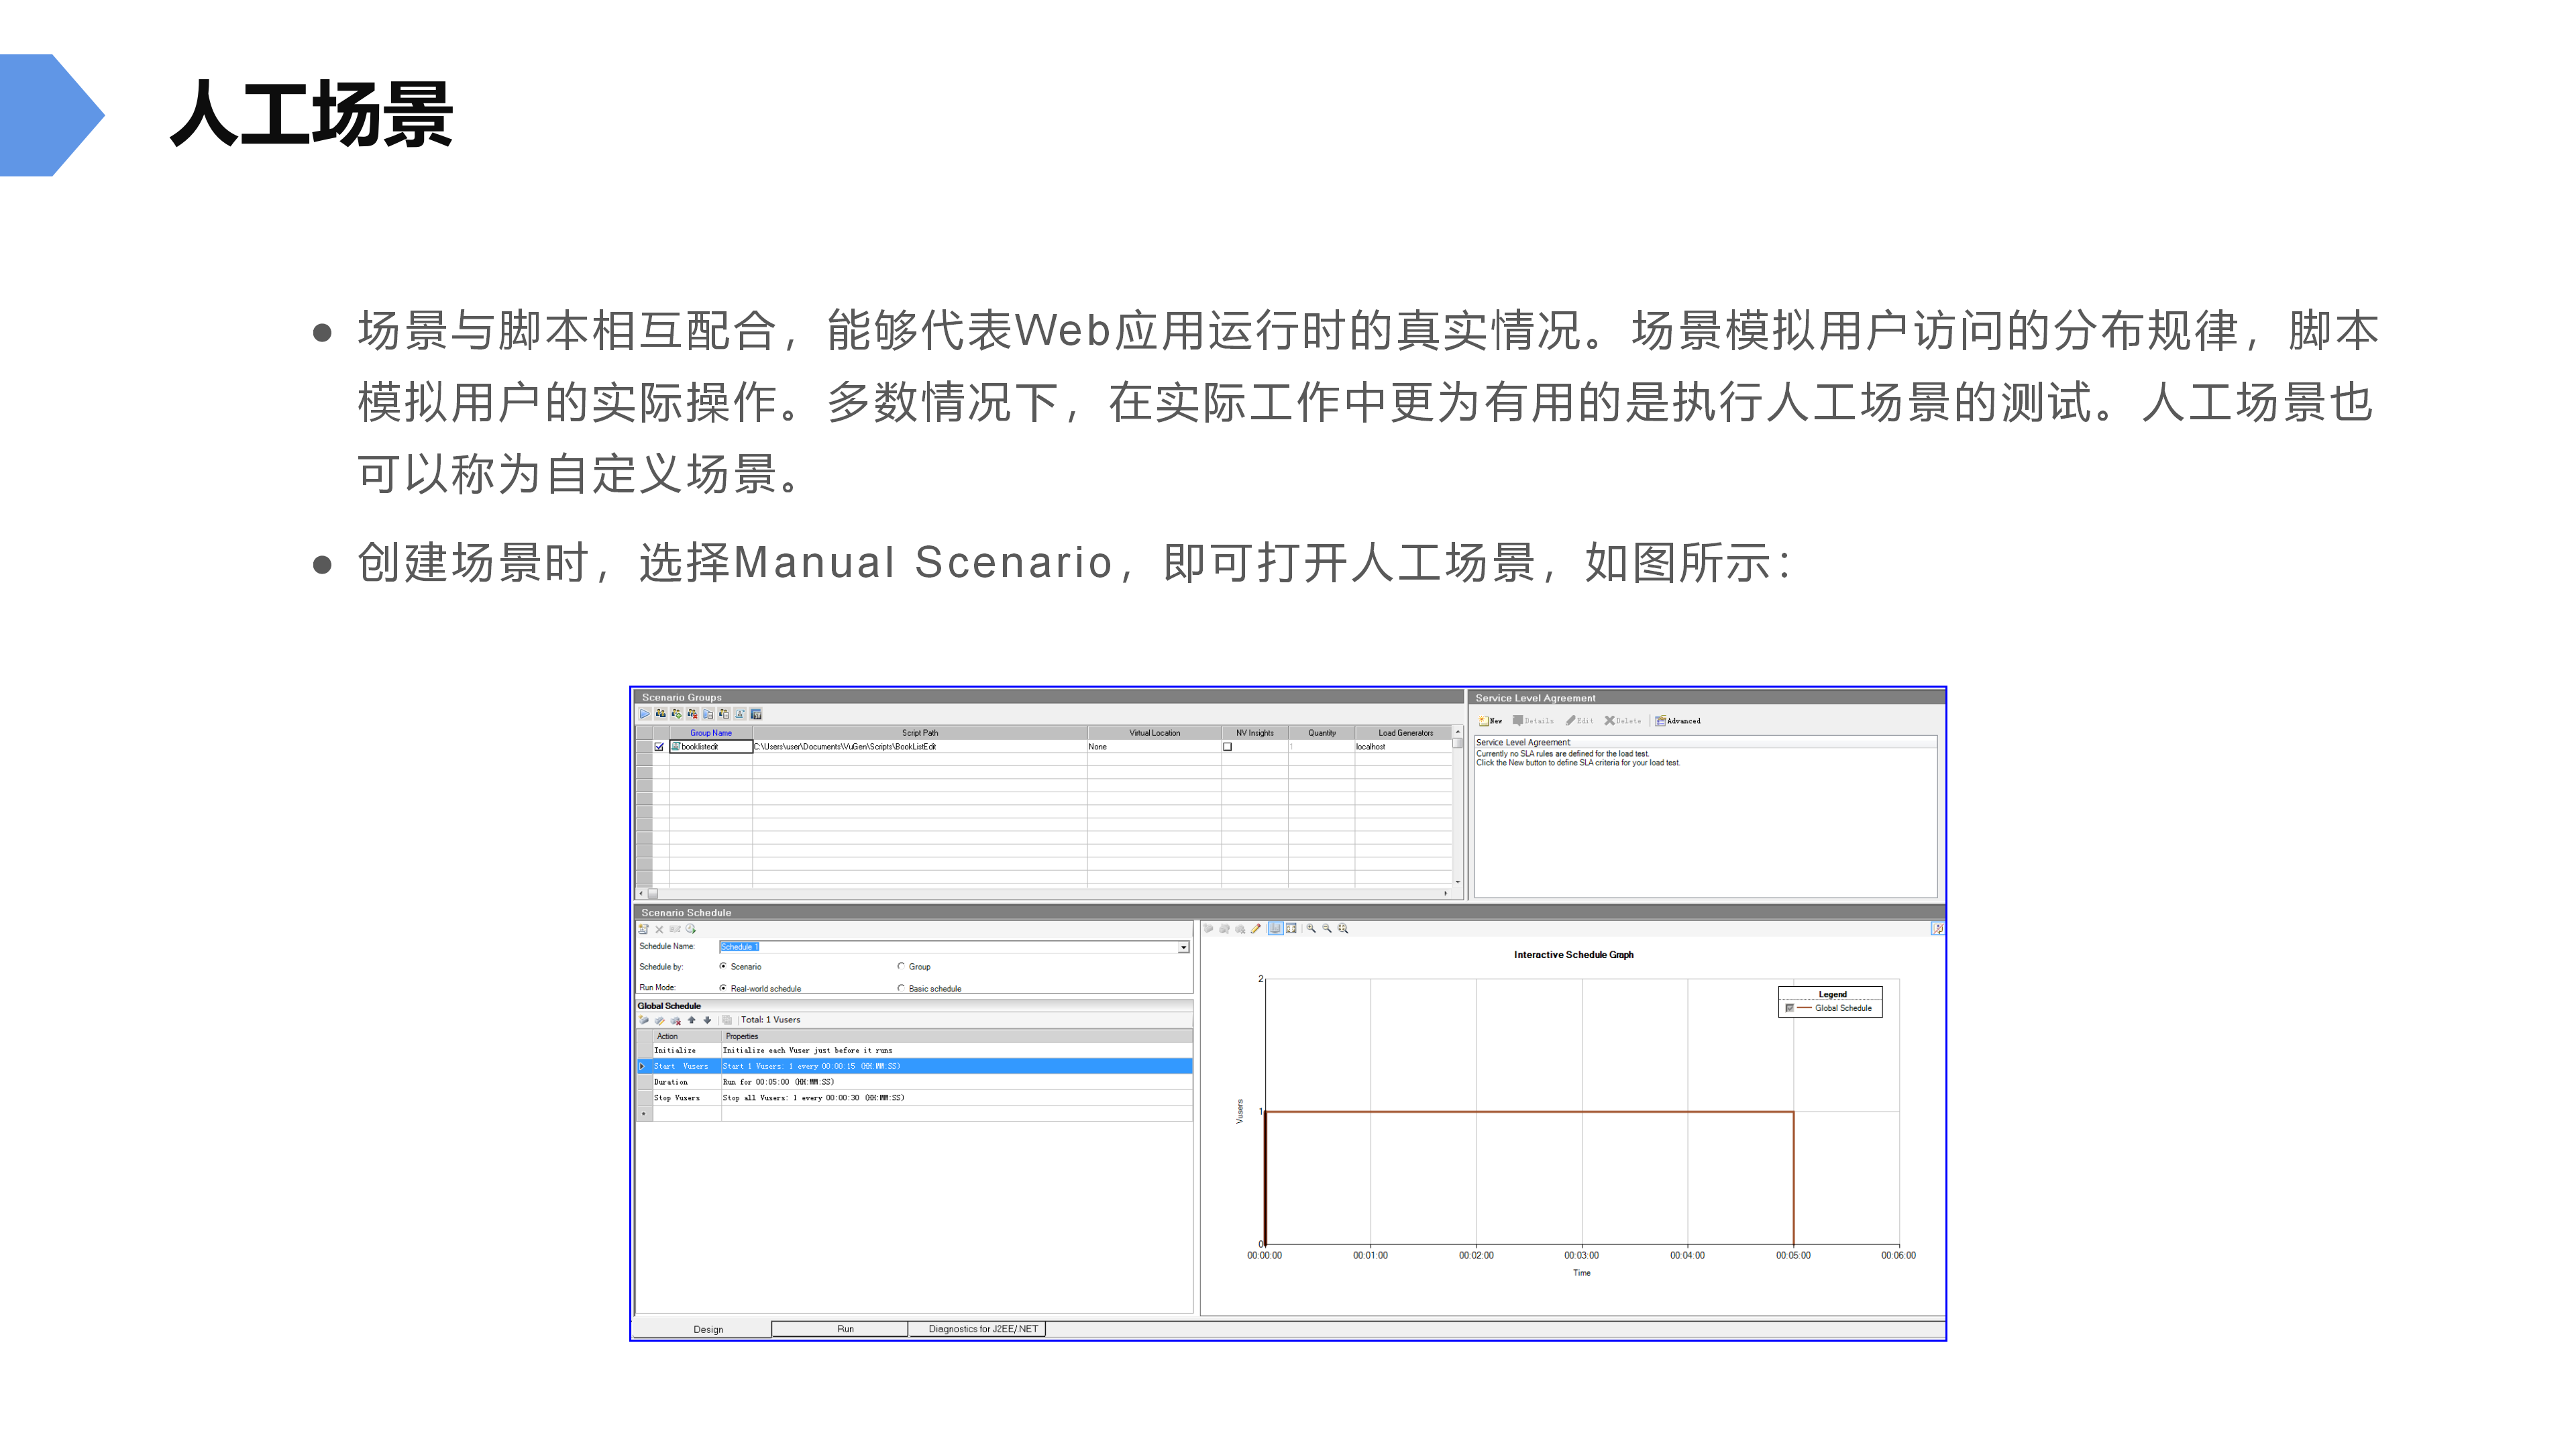 人工场景
● 场景与脚本相互配合，能够代表Web应用运行时的真实情况。场景模拟用户访问的分布规律，脚本
模拟用户的实际操作。多数情况下，在实际工作中更为有用的是执行人工场景的测试。人工场景也
可以称为自定义场景。
● 创建场景时，选择Manual Scenario，即可打开人工场景，如图所示：
Scenario Groups
Group Name Script Path Virtual Location NV Insights Quantity Load Generators
booklistedit C:\Users\user\Documents\VuGen\Scripts\BookListEdit None 1 localhost
Service Level Agreement
New Details Edit Delete Advanced
Service Level Agreement
Currently no SLA rules are defined for the load test.
Click the New button to define SLA criteria for your load test.
Scenario Schedule
Schedule Name: Schedule 1
Schedule by: Scenario Group
Run Mode: Real-world schedule Basic schedule
Global Schedule
Total: 1 Vusers
Action Properties
Initialize Initialize each Vuser just before it runs
Start Vusers Start 1 Vusers: 1 every 00:00:15 (HH:MM:SS)
Duration Run for 00:05:00 (HH:MM:SS)
Stop Vusers Stop all Vusers: 1 every 00:00:30 (HH:MM:SS)
Interactive Schedule Graph
Legend
Global Schedule
2
1
0
Vusers
00:00:00 00:01:00 00:02:00 00:03:00 00:04:00 00:05:00 00:06:00
Time
Design Run Diagnostics for J2EE/.NET